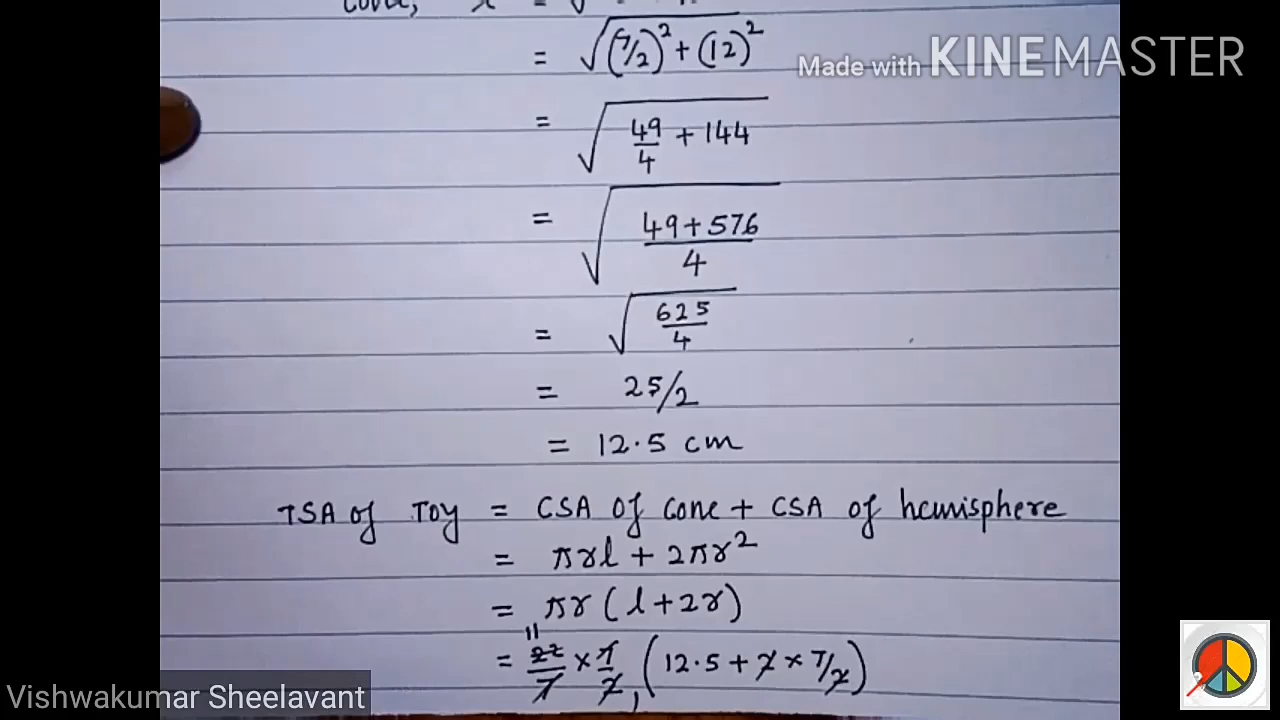 = √(7/2)² + (12)²
Made with KINEMASTER
= √49/4 + 144
= √49+576/4
= √625/4
= 25/2
= 12.5 cm
TSA of Toy = CSA of Cone + CSA of hemisphere
= πrl + 2πr²
= πr (l+2r)
11
= 22/7 × 7/2, (12.5 + 2 × 7/2)
Vishwakumar Sheelavant